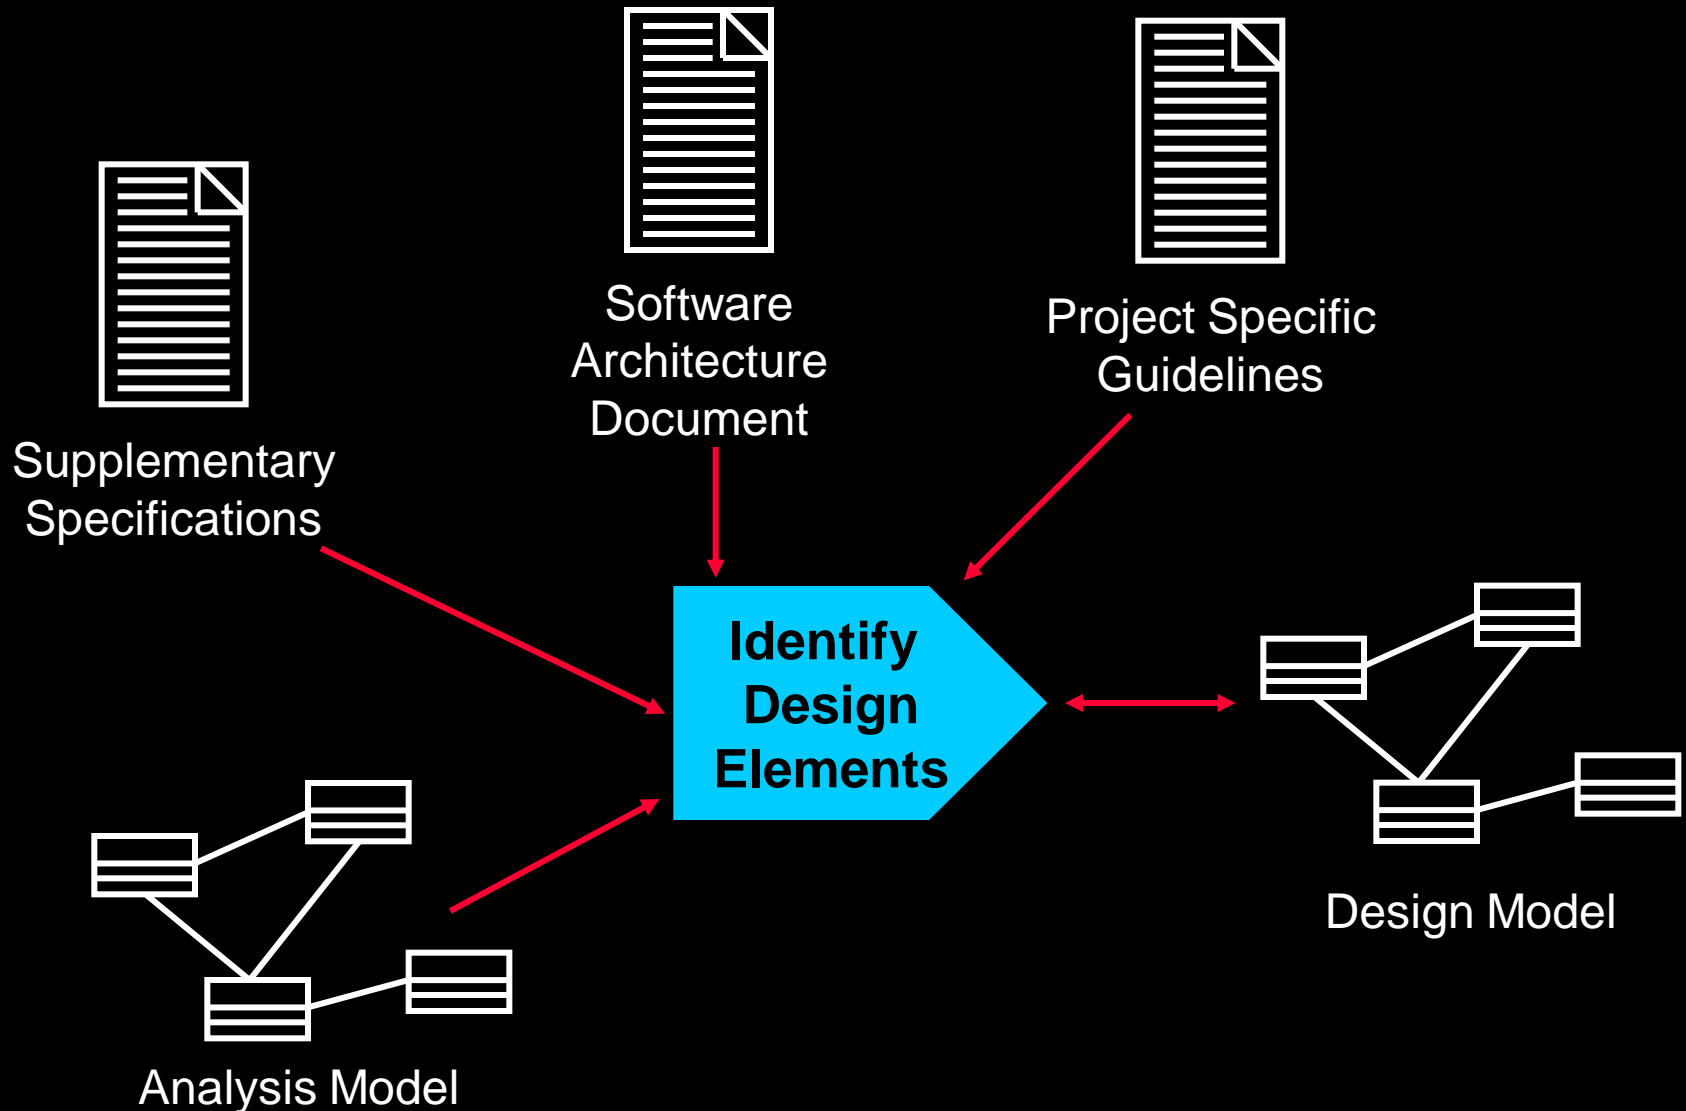 Software
Architecture
Document
Project Specific
Guidelines
Supplementary
Specifications
Identify
Design
Elements
Design Model
Analysis Model